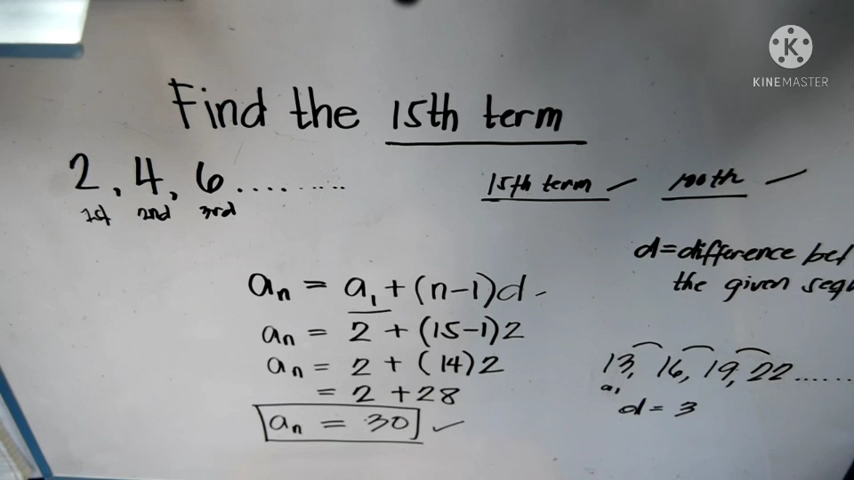 K
KINEMASTER
Find the 15th term
2, 4, 6..........
1st 2nd 3rd
15th term 100th
d=difference bet
the given sequ
aₙ = a₁ + (n-1)d
aₙ = 2 + (15-1)2
aₙ = 2 + (14)2
= 2 + 28
aₙ = 30
13, 16, 19, 22......
a₁
d = 3